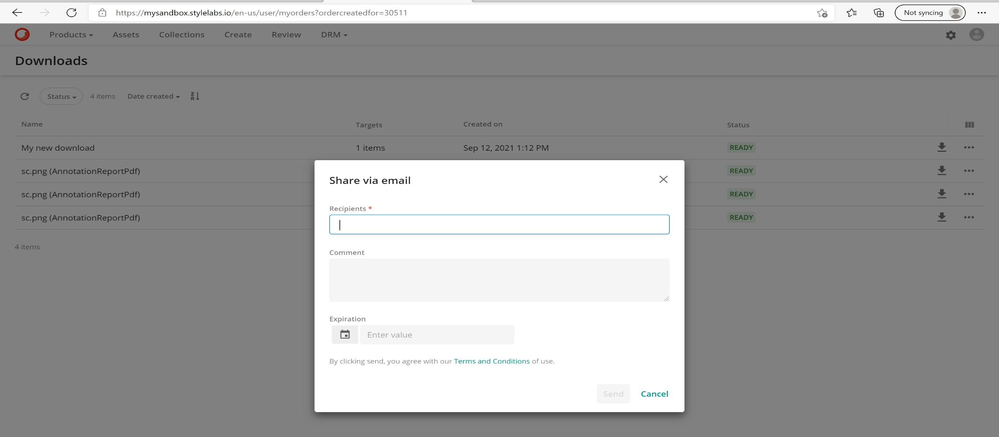 https://mysandbox.stylelabs.io/en-us/user/myorders?ordercreatedfor=30511
Not syncing
Products Assets Collections Create Review DRM
Downloads
Status 4 items Date created
Name Targets Created on Status
My new download 1 items Sep 12, 2021 1:12 PM READY
sc.png (AnnotationReportPdf) READY
sc.png (AnnotationReportPdf) READY
sc.png (AnnotationReportPdf) READY
4 items
Share via email
Recipients *
Comment
Expiration
Enter value
By clicking send, you agree with our Terms and Conditions of use.
Send Cancel